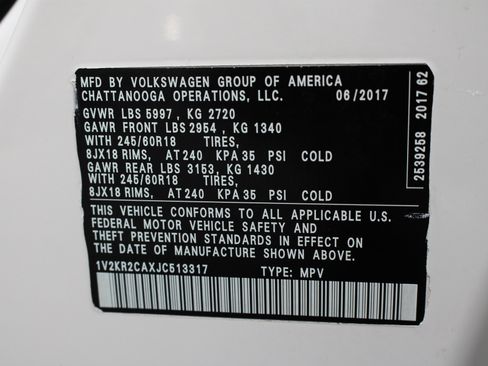 MFD BY VOLKSWAGEN GROUP OF AMERICA
CHATTANOOGA OPERATIONS, LLC. 06/2017
GVWR LBS 5997 , KG 2720
GAWR FRONT LBS 2954 , KG 1340
WITH 245/60R18 TIRES,
8JX18 RIMS, AT 240 KPA 35 PSI COLD
GAWR REAR LBS 3153, KG 1430
WITH 245/60R18 TIRES,
8JX18 RIMS, AT 240 KPA 35 PSI COLD
THIS VEHICLE CONFORMS TO ALL APPLICABLE U.S.
FEDERAL MOTOR VEHICLE SAFETY AND
THEFT PREVENTION STANDARDS IN EFFECT ON
THE DATE OF MANUFACTURE SHOWN ABOVE.
1V2KR2CAXJC513317 TYPE: MPV
2539258 2017 62